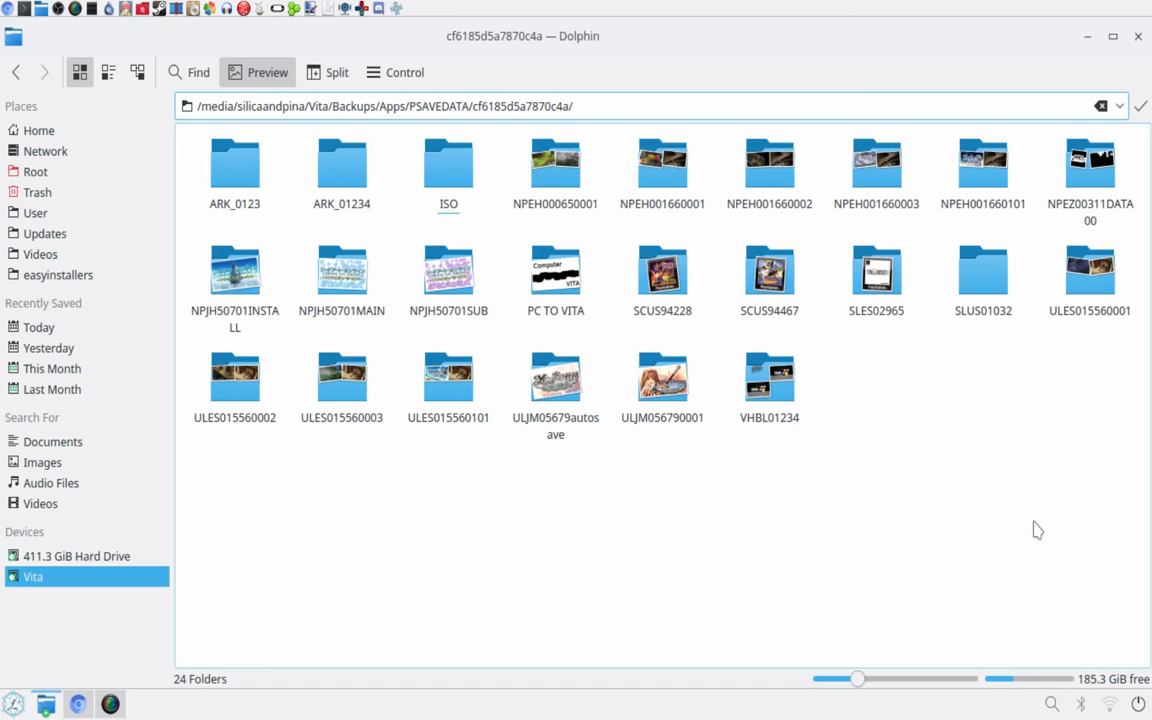 cf6185d5a7870c4a — Dolphin
Find
Preview
Split
Control
/media/silicaandpina/Vita/Backups/Apps/PSAVEDATA/cf6185d5a7870c4a/
Places
Home
Network
Root
Trash
User
Updates
Videos
easyinstallers
Recently Saved
Today
Yesterday
This Month
Last Month
Search For
Documents
Images
Audio Files
Videos
Devices
411.3 GiB Hard Drive
Vita
ARK_0123
ARK_01234
ISO
NPEH000650001
NPEH001660001
NPEH001660002
NPEH001660003
NPEH001660101
NPEZ00311DATA
00
NPJH50701INSTA
LL
NPJH50701MAIN
NPJH50701SUB
Computer
VITA
PC TO VITA
SCUS94228
SCUS94467
SLES02965
SLUS01032
ULES015560001
ULES015560002
ULES015560003
ULES015560101
ULJM05679autos
ave
ULJM056790001
VHBL01234
24 Folders
185.3 GiB free